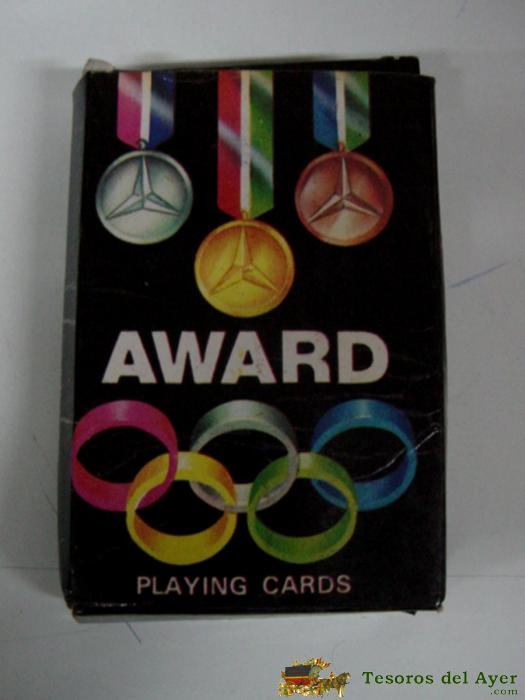 AWARD
PLAYING CARDS
Tesoros del Ayer
.com